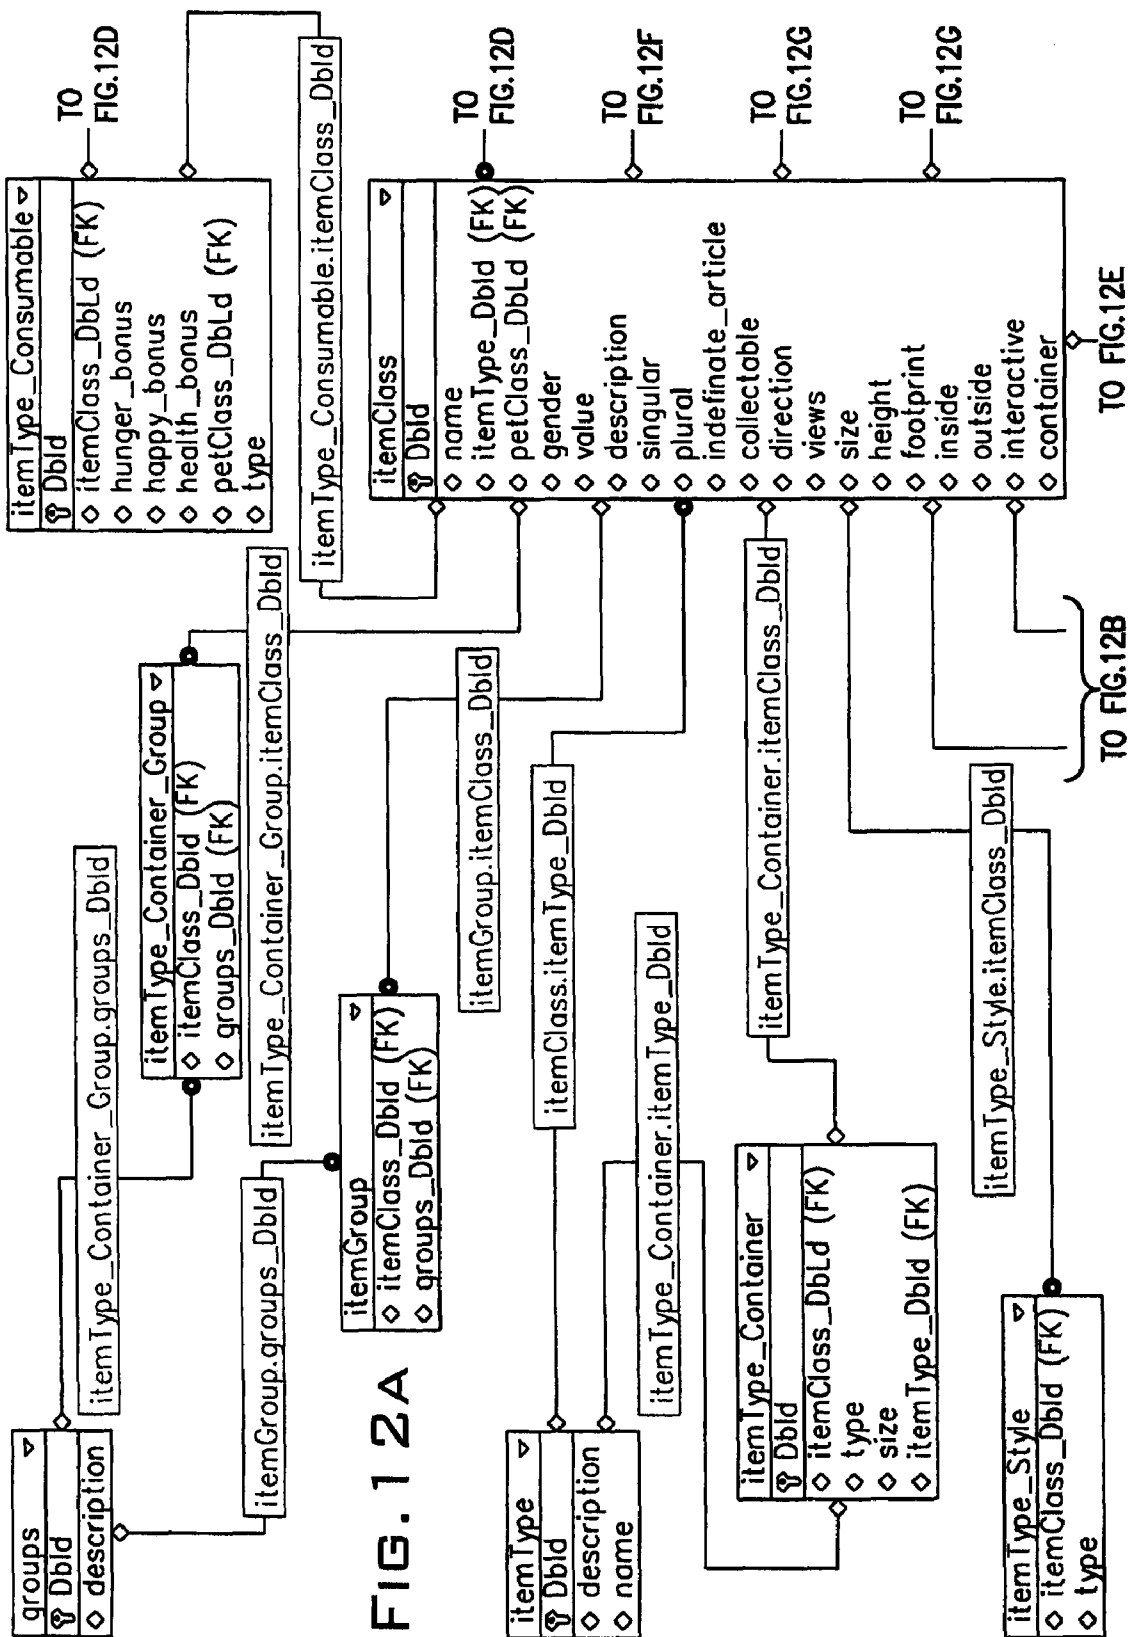 groups
DbId
description
itemType_Container_Group.groups_DbId
itemGroup.groups_DbId
itemType_Container_Group
itemClass_DbId (FK)
groups_DbId (FK)
itemType_Container_Group.itemClass_DbId
itemType_Consumable
DbId
itemClass_DbLd (FK)
hunger_bonus
happy_bonus
health_bonus
petClass_DbLd (FK)
type
TO
FIG.12D
itemType_Consumable.itemClass_DbId
itemGroup
itemClass_DbId (FK)
groups_DbId (FK)
itemGroup.itemClass_DbId
FIG. 12A
itemType
DbId
description
name
itemClass.itemType_DbId
itemType_Container.itemType_DbId
itemClass
DbId
name
itemType_DbId (FK)
petClass_DbLd (FK)
gender
value
description
singular
plural
indefinate_article
collectable
direction
views
size
height
footprint
inside
outside
interactive
container
TO
FIG.12D
TO
FIG.12F
TO
FIG.12G
TO
FIG.12G
itemType_Container
DbId
itemClass_DbLd (FK)
type
size
itemType_DbId (FK)
itemType_Container.itemClass_DbId
itemType_Style
itemClass_DbId (FK)
type
itemType_Style.itemClass_DbId
TO FIG.12B
TO FIG.12E